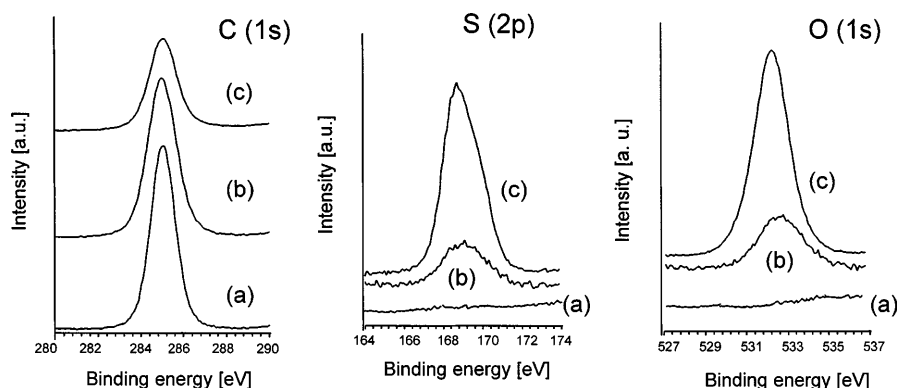 C (1s)
Intensity [a.u.]
(c)
(b)
(a)
280 282 284 286 288 290
Binding energy [eV]
S (2p)
Intensity [a.u.]
(c)
(b)
(a)
164 166 168 170 172 174
Binding energy [eV]
O (1s)
Intensity [a. u.]
(c)
(b)
(a)
527 529 531 533 535 537
Binding energy [eV]